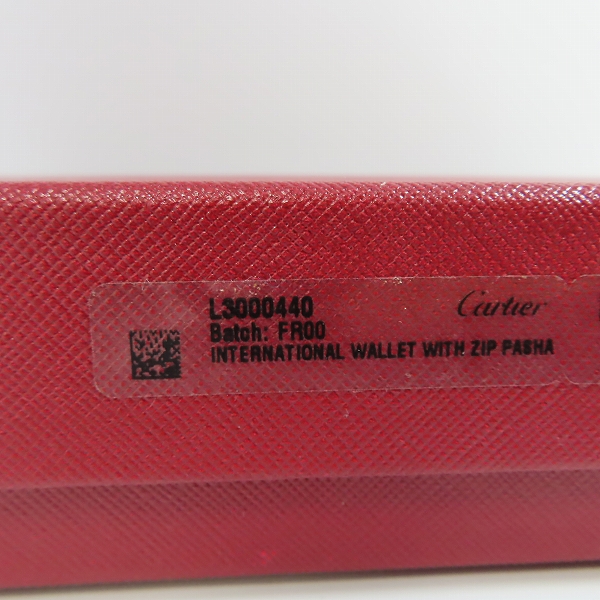 L3000440
Cartier
Batch: FR00
INTERNATIONAL WALLET WITH ZIP PASHA